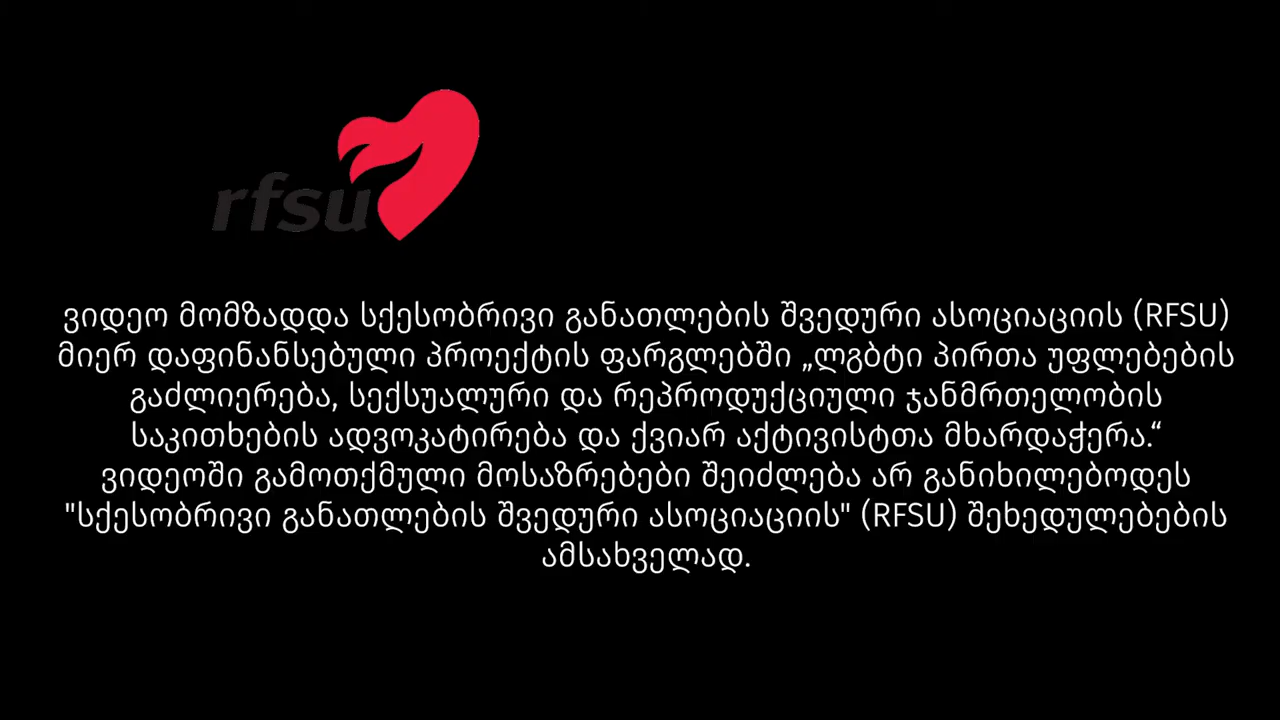 rfsu
ვიდეო მომზადდა სქესობრივი განათლების შვედური ასოციაციის (RFSU)
მიერ დაფინანსებული პროექტის ფარგლებში „ლგბტი პირთა უფლებების
გაძლიერება, სექსუალური და რეპროდუქციული ჯანმრთელობის
საკითხების ადვოკატირება და ქვიარ აქტივისტთა მხარდაჭერა.“
ვიდეოში გამოთქმული მოსაზრებები შეიძლება არ განიხილებოდეს
"სქესობრივი განათლების შვედური ასოციაციის" (RFSU) შეხედულებების
ამსახველად.